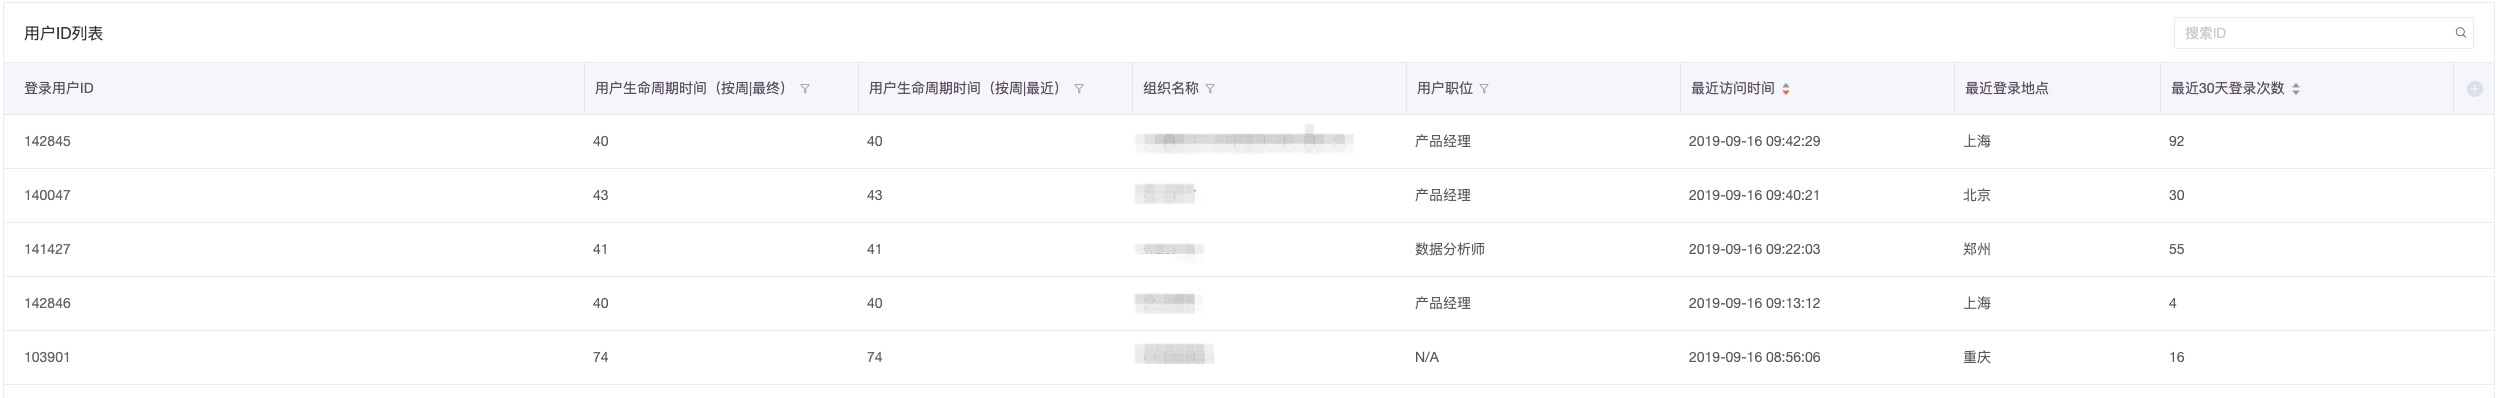 用户ID列表 搜索ID
登录用户ID 用户生命周期时间（按周|最终） 用户生命周期时间（按周|最近） 组织名称 用户职位 最近访问时间 最近登录地点 最近30天登录次数
142845 40 40 产品经理 2019-09-16 09:42:29 上海 92
140047 43 43 产品经理 2019-09-16 09:40:21 北京 30
141427 41 41 数据分析师 2019-09-16 09:22:03 郑州 55
142846 40 40 产品经理 2019-09-16 09:13:12 上海 4
103901 74 74 N/A 2019-09-16 08:56:06 重庆 16